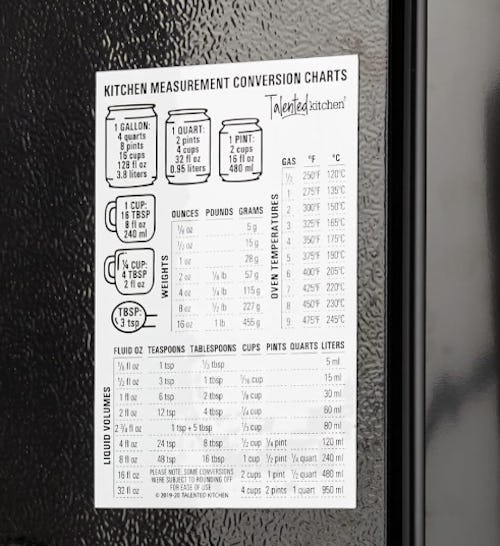 KITCHEN MEASUREMENT CONVERSION CHARTS
Talented kitchen®
1 GALLON:
4 quarts
8 pints
16 cups
128 fl oz
3.8 liters
1 QUART:
2 pints
4 cups
32 fl oz
0.95 liters
1 PINT:
2 cups
16 fl oz
480 ml
1 CUP:
16 TBSP
8 fl oz
240 ml
¼ CUP:
4 TBSP
2 fl oz
TBSP:
3 tsp
WEIGHTS
OUNCES POUNDS GRAMS
5 g
½ oz 15 g
1 oz 28 g
2 oz ⅛ lb 57 g
4 oz ¼ lb 115 g
8 oz ½ lb 227 g
16 oz 1 lb 455 g
OVEN TEMPERATURES
GAS °F °C
½ 250°F 120°C
1 275°F 135°C
2 300°F 150°C
3 325°F 165°C
4 350°F 175°C
5 375°F 190°C
6 400°F 205°C
7 425°F 220°C
8 450°F 230°C
9 475°F 245°C
LIQUID VOLUMES
FLUID OZ TEASPOONS TABLESPOONS CUPS PINTS QUARTS LITERS
1 tsp ⅓ tbsp 5 ml
½ fl oz 3 tsp 1 tbsp 1/16 cup 15 ml
1 fl oz 6 tsp 2 tbsp ⅛ cup 30 ml
2 fl oz 12 tsp 4 tbsp ¼ cup 60 ml
1 tsp + 5 tbsp ⅓ cup 80 ml
4 fl oz 24 tsp 8 tbsp ½ cup ¼ pint 120 ml
8 fl oz 48 tsp 16 tbsp 1 cup ½ pint ¼ quart 240 ml
16 fl oz 2 cups 1 pint ½ quart 480 ml
32 fl oz 4 cups 2 pints 1 quart 950 ml
PLEASE NOTE: SOME CONVERSIONS
WERE SUBJECT TO ROUNDING OFF
FOR EASE OF USE
© 2019-20 TALENTED KITCHEN